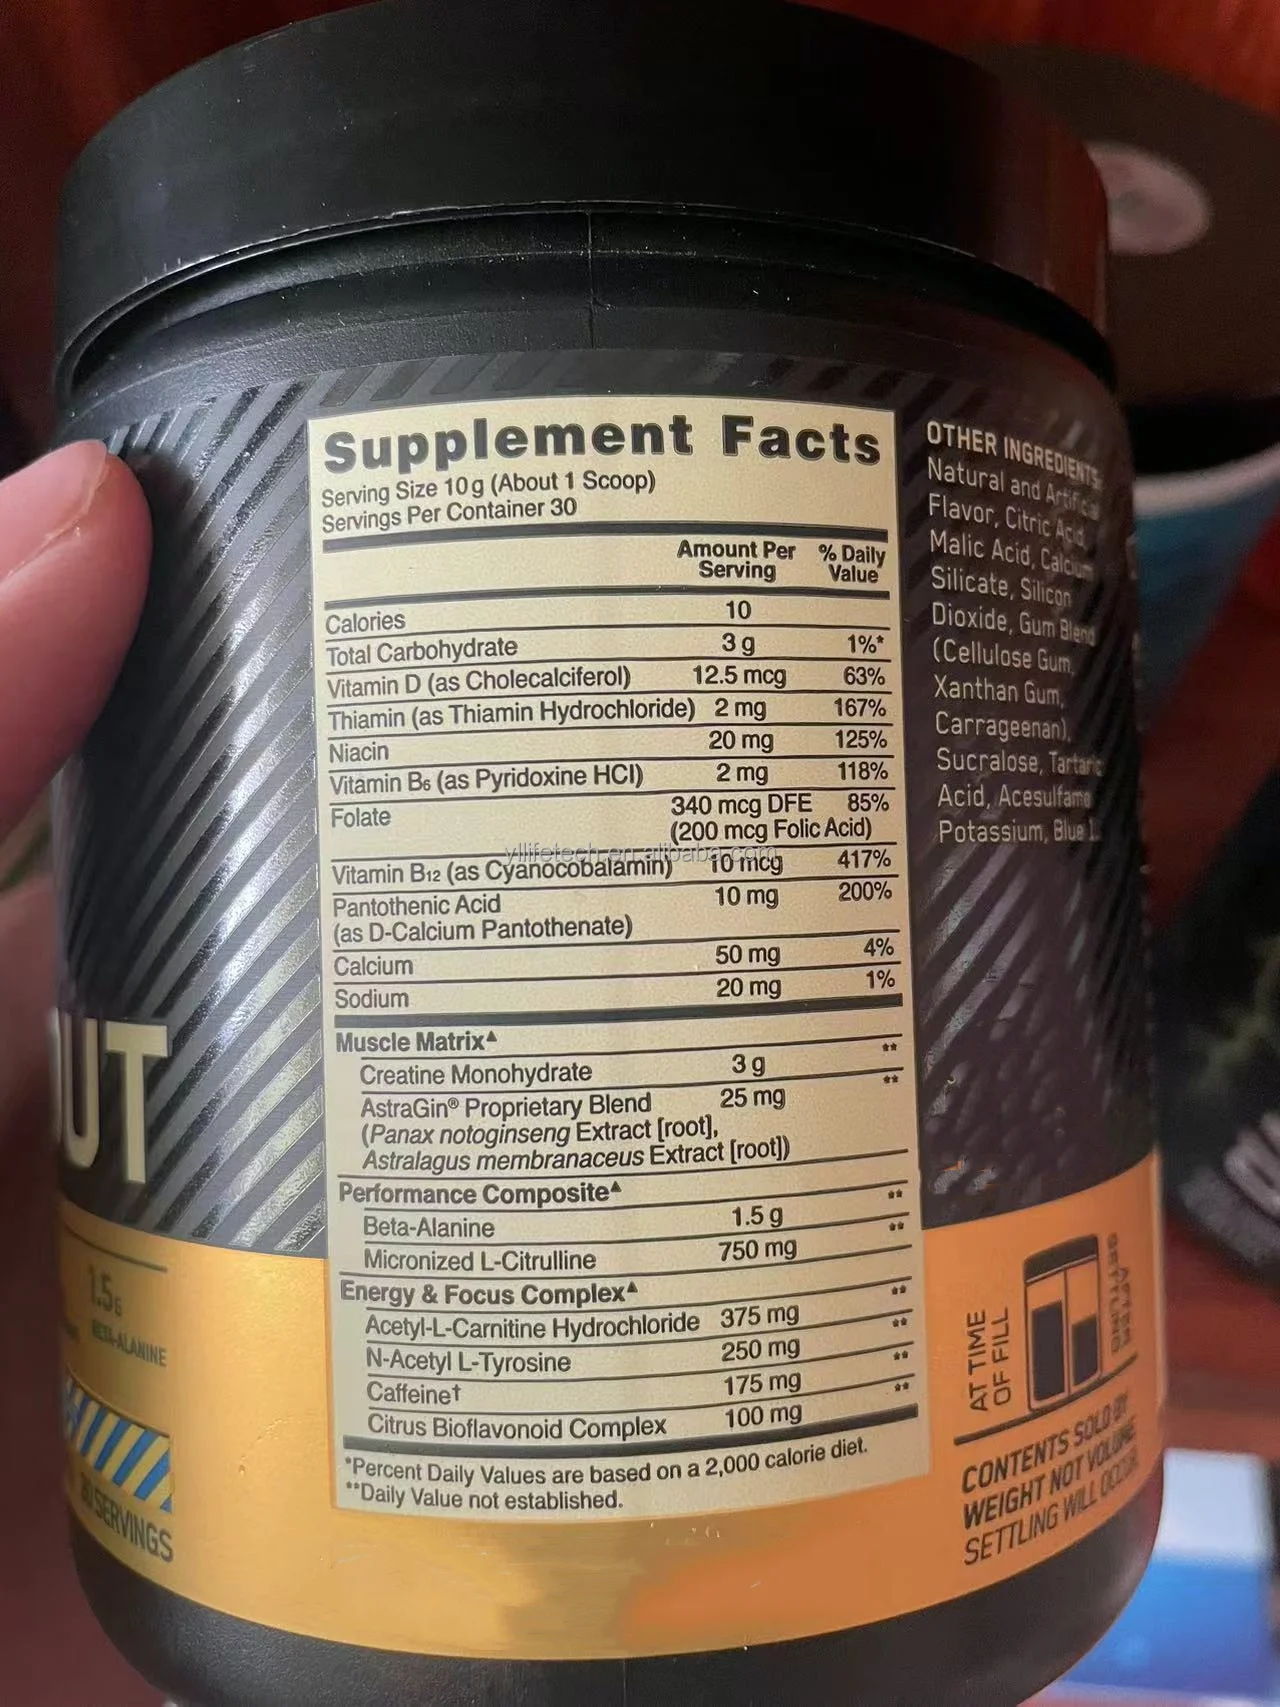 Supplement Facts
Serving Size 10g (About 1 Scoop)
Servings Per Container 30
Amount Per Serving
% Daily Value
Calories 10
Total Carbohydrate 3 g 1%*
Vitamin D (as Cholecalciferol) 12.5 mcg 63%
Thiamin (as Thiamin Hydrochloride) 2 mg 167%
Niacin 20 mg 125%
Vitamin B6 (as Pyridoxine HCl) 2 mg 118%
Folate 340 mcg DFE 85%
(200 mcg Folic Acid)
yllifetech.en.alibaba.com
Vitamin B12 (as Cyanocobalamin) 10 mcg 417%
Pantothenic Acid 10 mg 200%
(as D-Calcium Pantothenate)
Calcium 50 mg 4%
Sodium 20 mg 1%
Muscle Matrix▲
Creatine Monohydrate 3 g **
AstraGin® Proprietary Blend 25 mg **
(Panax notoginseng Extract [root],
Astralagus membranaceus Extract [root])
Performance Composite▲
Beta-Alanine 1.5 g **
Micronized L-Citrulline 750 mg **
Energy & Focus Complex▲
Acetyl-L-Carnitine Hydrochloride 375 mg **
N-Acetyl L-Tyrosine 250 mg **
Caffeine† 175 mg **
Citrus Bioflavonoid Complex 100 mg **
*Percent Daily Values are based on a 2,000 calorie diet.
**Daily Value not established.
OTHER INGREDIENTS:
Natural and Artificial
Flavor, Citric Acid,
Malic Acid, Calcium
Silicate, Silicon
Dioxide, Gum Blend
(Cellulose Gum,
Xanthan Gum,
Carrageenan),
Sucralose, Tartaric
Acid, Acesulfame
Potassium, Blue 1.
AT TIME
OF FILL
AFTER
SETTLING
CONTENTS SOLD BY
WEIGHT NOT VOLUME
SETTLING WILL OCCUR
UT
1.5G
BETA-ALANINE
30 SERVINGS